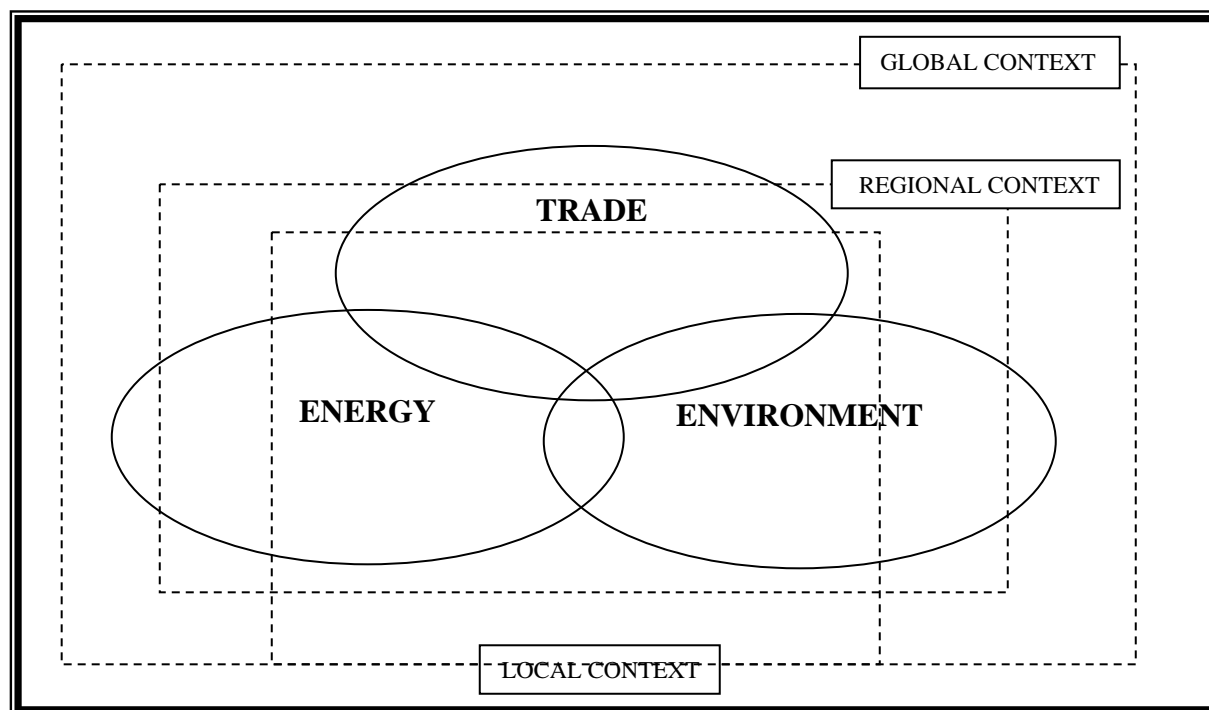 GLOBAL CONTEXT
REGIONAL CONTEXT
TRADE
ENERGY
ENVIRONMENT
LOCAL CONTEXT